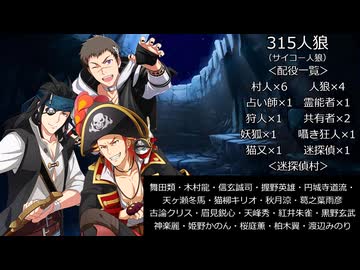 315人狼
（サイコー人狼）
＜配役一覧＞
村人×6 人狼×4
占い師×1 霊能者×1
狩人×1 共有者×2
妖狐×1 囁き狂人×1
猫又×1 迷探偵×1
＜迷探偵村＞
舞田類・木村龍・信玄誠司・握野英雄・円城寺道流・
天ヶ瀬冬馬・猫柳キリオ・秋月涼・葛之葉雨彦
古論クリス・眉見鋭心・天峰秀・紅井朱雀・黒野玄武
神楽麗・姫野かのん・桜庭薫・柏木翼・渡辺みのり